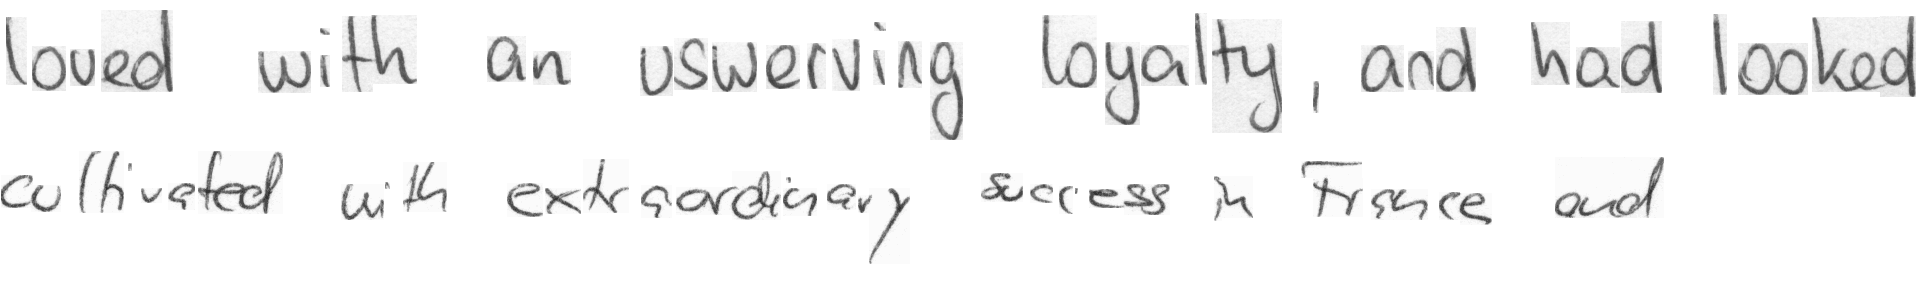 loved with an uswerving loyalty, and had looked
cultivated with extraordinary success in France and